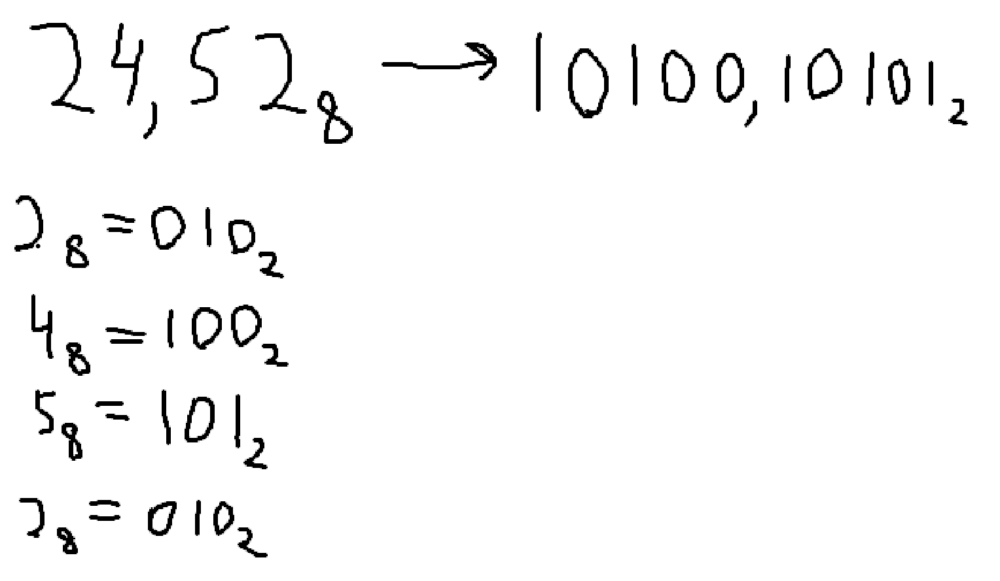 24,52₈ → 10100,10101₂
2₈ = 010₂
4₈ = 100₂
5₈ = 101₂
2₈ = 010₂